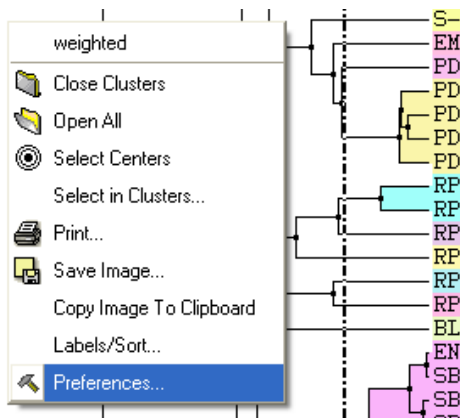 weighted
Close Clusters
Open All
Select Centers
Select in Clusters...
Print...
Save Image...
Copy Image To Clipboard
Labels/Sort...
Preferences...
S-
EM
PD
PD
PD
PD
PD
RP
RP
RP
RP
RP
RP
BL
EN
SB
SB